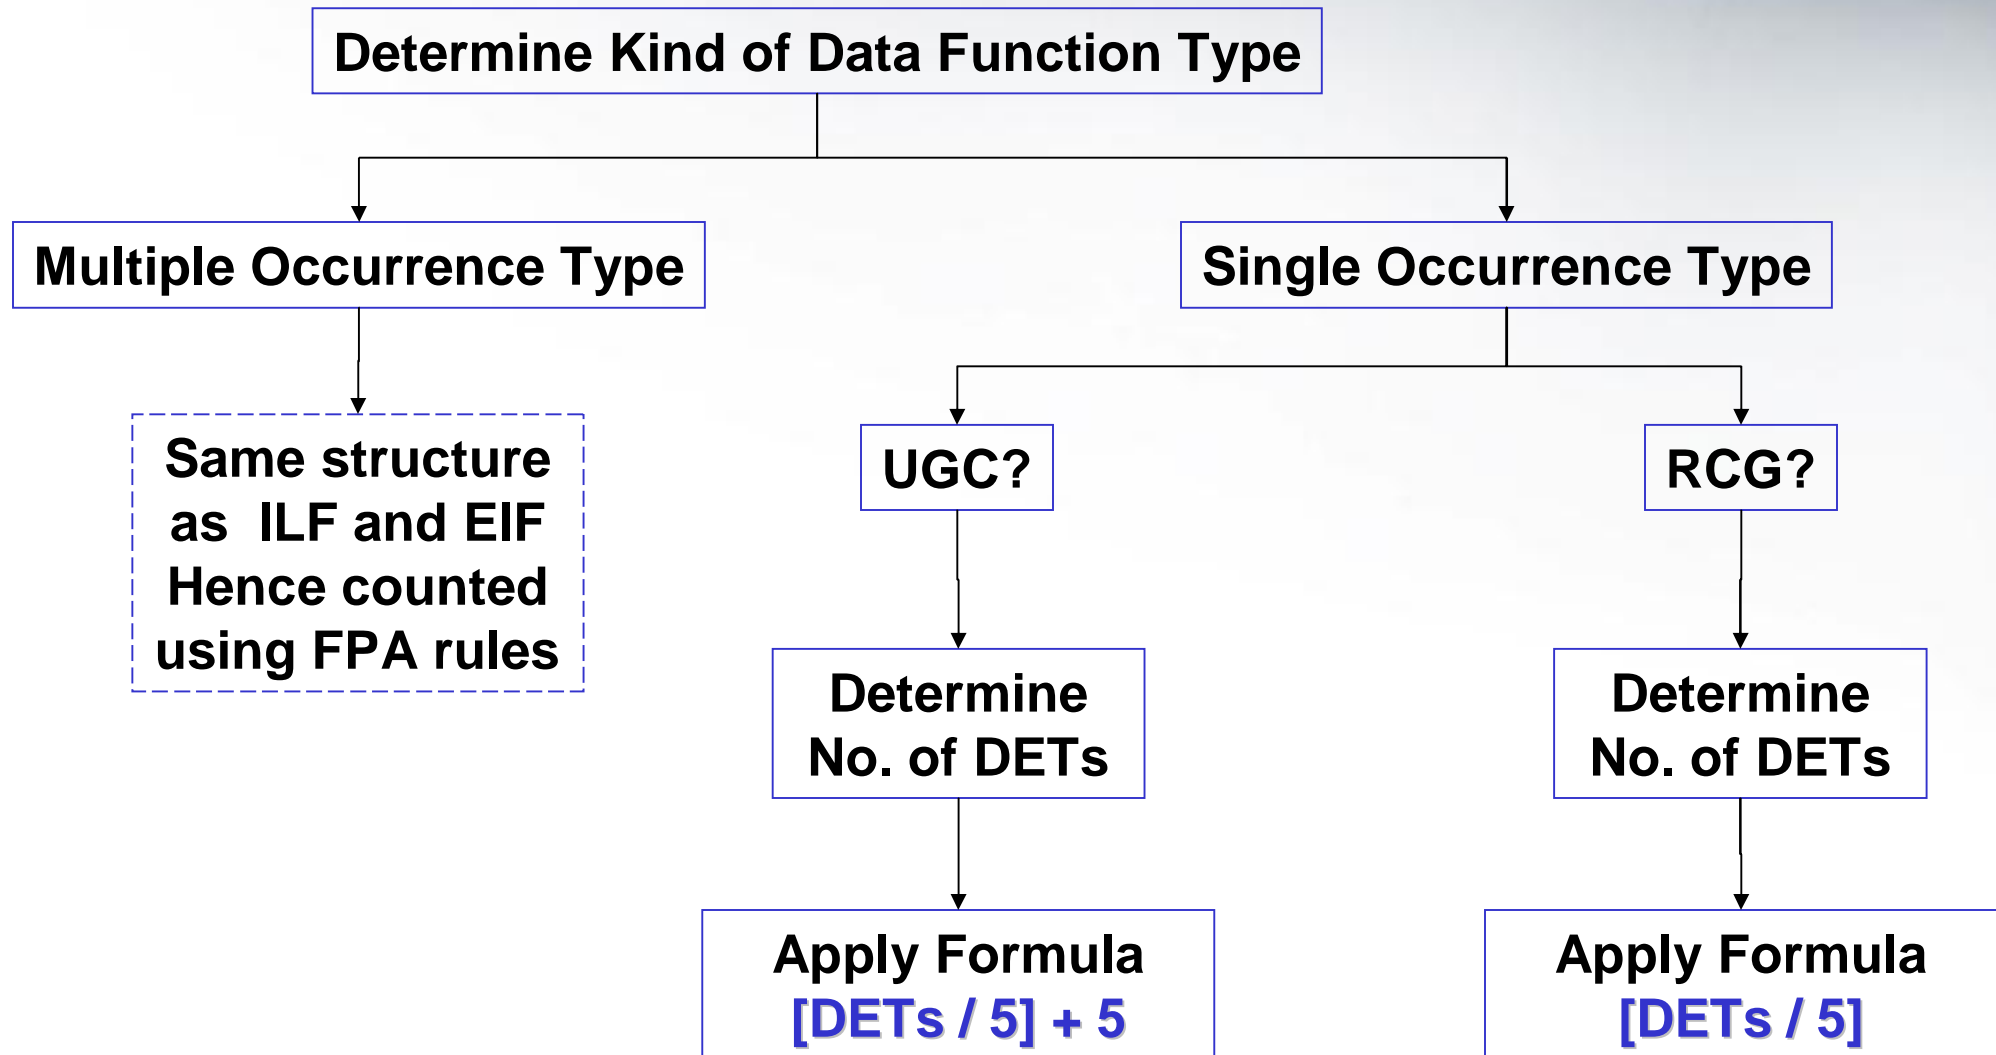 Determine Kind of Data Function Type
Multiple Occurrence Type
Single Occurrence Type
Same structure
as ILF and EIF
Hence counted
using FPA rules
UGC?
RCG?
Determine
No. of DETs
Determine
No. of DETs
Apply Formula
[DETs / 5] + 5
Apply Formula
[DETs / 5]